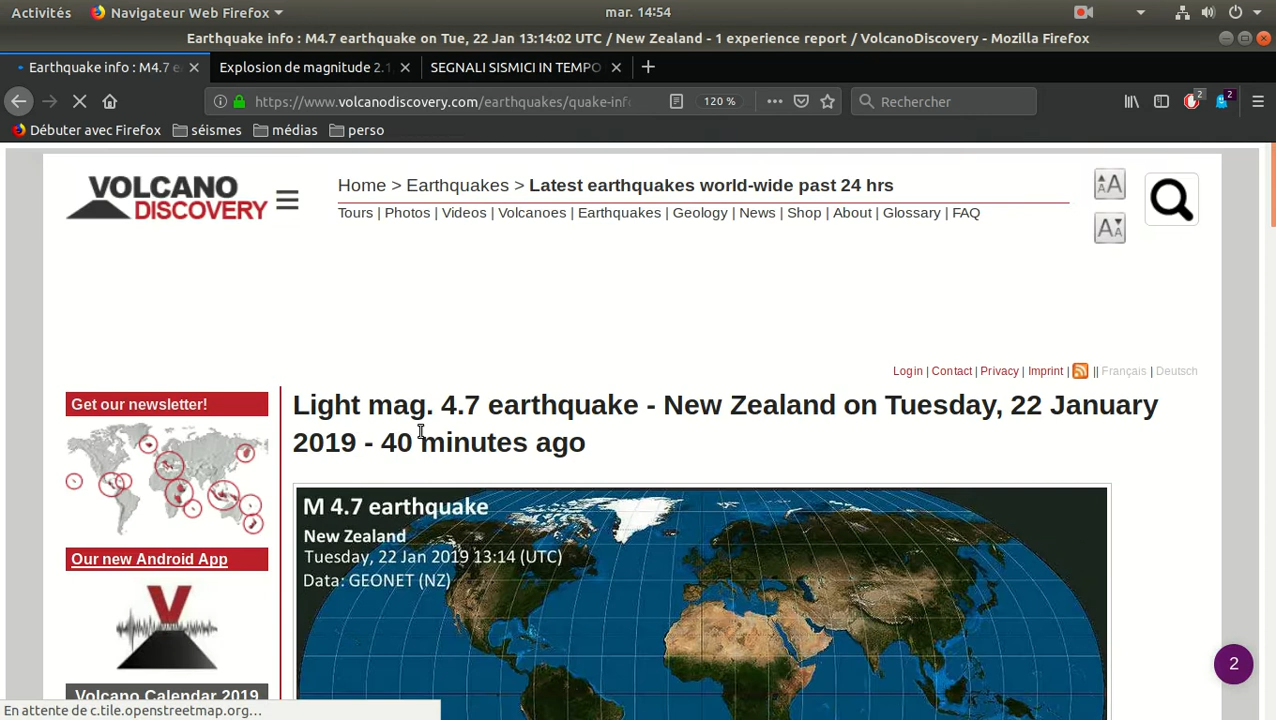 Activités Navigateur Web Firefox mar. 14:54
Earthquake info : M4.7 earthquake on Tue, 22 Jan 13:14:02 UTC / New Zealand - 1 experience report / VolcanoDiscovery - Mozilla Firefox
Earthquake info : M4.7 e Explosion de magnitude 2.1 SEGNALI SISMICI IN TEMPO
https://www.volcanodiscovery.com/earthquakes/quake-info 120 % Rechercher 2 2
Débuter avec Firefox séismes médias perso
VOLCANO
DISCOVERY
Home > Earthquakes > Latest earthquakes world-wide past 24 hrs
Tours | Photos | Videos | Volcanoes | Earthquakes | Geology | News | Shop | About | Glossary | FAQ
AA
AA
Login | Contact | Privacy | Imprint | || Français | Deutsch
Get our newsletter!
Our new Android App
Volcano Calendar 2019
Light mag. 4.7 earthquake - New Zealand on Tuesday, 22 January
2019 - 40 minutes ago
M 4.7 earthquake
New Zealand
Tuesday, 22 Jan 2019 13:14 (UTC)
Data: GEONET (NZ)
2
En attente de c.tile.openstreetmap.org…